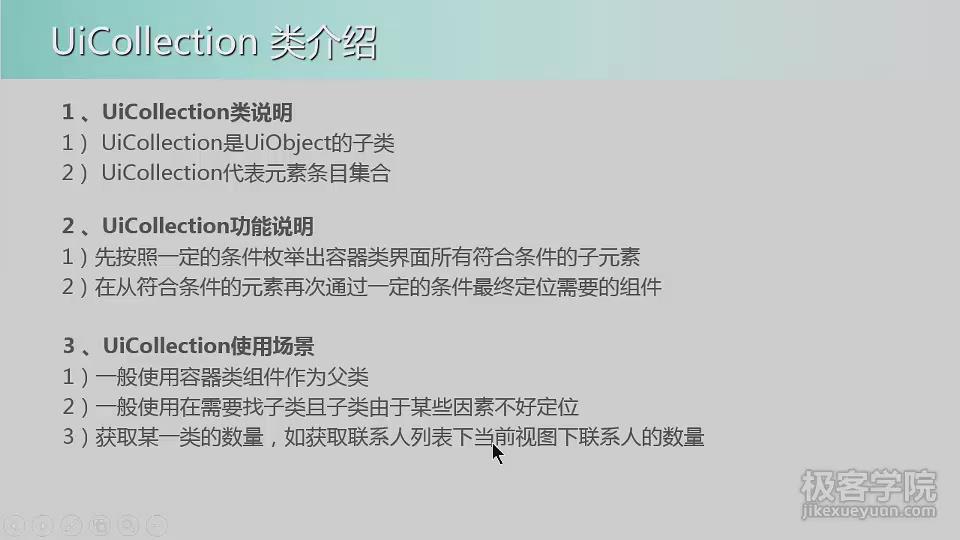 UiCollection 类介绍
1 、UiCollection类说明
1） UiCollection是UiObject的子类
2） UiCollection代表元素条目集合
2 、UiCollection功能说明
1）先按照一定的条件枚举出容器类界面所有符合条件的子元素
2）在从符合条件的元素再次通过一定的条件最终定位需要的组件
3 、UiCollection使用场景
1）一般使用容器类组件作为父类
2）一般使用在需要找子类且子类由于某些因素不好定位
3）获取某一类的数量，如获取联系人列表下当前视图下联系人的数量
极客学院
jikexueyuan.com